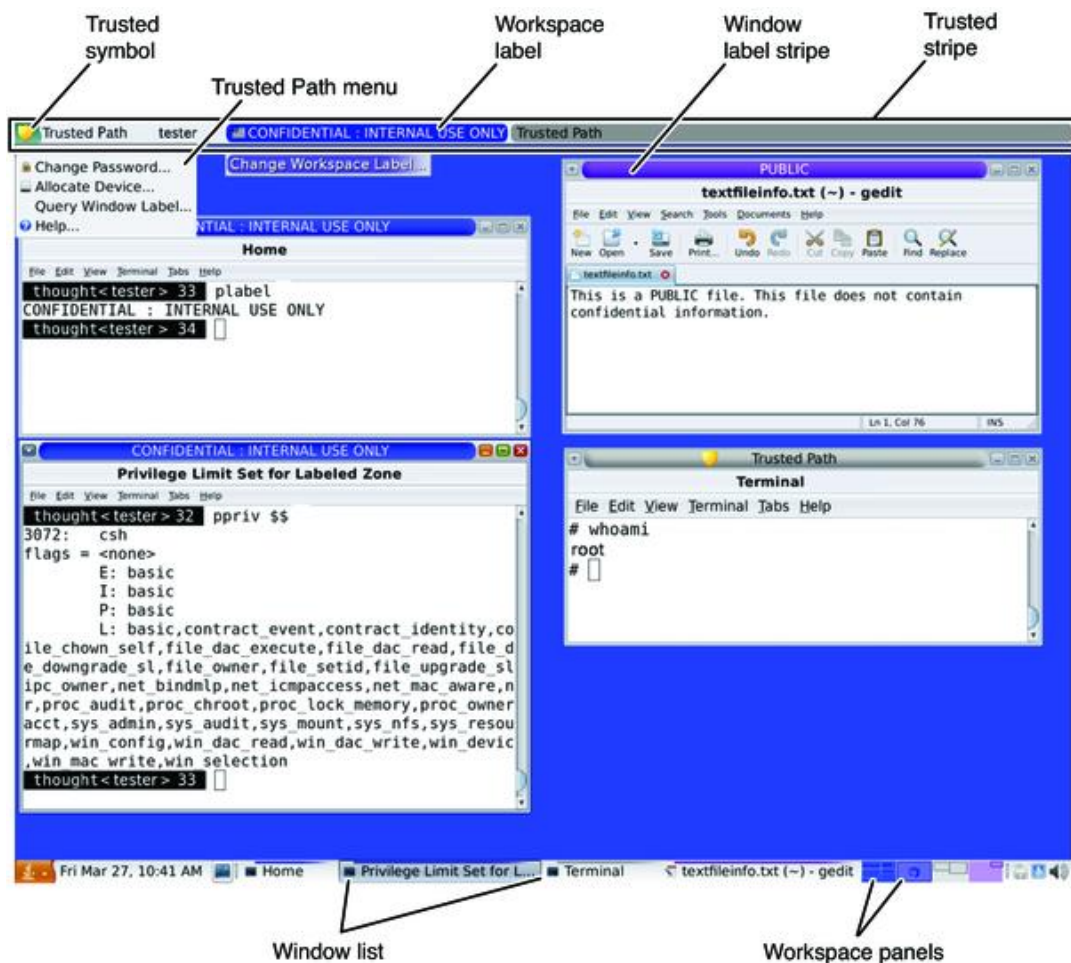 Trusted symbol
Workspace label
Window label stripe
Trusted stripe
Trusted Path menu
Trusted Path tester CONFIDENTIAL : INTERNAL USE ONLY Trusted Path
Change Password...
Allocate Device...
Query Window Label...
Help...
Change Workspace Label...
NTIAL : INTERNAL USE ONLY
Home
File Edit View Terminal Tabs Help
thought<tester> 33 plabel
CONFIDENTIAL : INTERNAL USE ONLY
thought<tester> 34
PUBLIC
textfileinfo.txt (~) - gedit
File Edit View Search Tools Documents Help
New Open Save Print... Undo Redo Cut Copy Paste Find Replace
textfileinfo.txt
This is a PUBLIC file. This file does not contain
confidential information.
Ln 1, Col 76 INS
CONFIDENTIAL : INTERNAL USE ONLY
Privilege Limit Set for Labeled Zone
File Edit View Terminal Tabs Help
thought<tester> 32 ppriv $$
3072: csh
flags = <none>
E: basic
I: basic
P: basic
L: basic,contract_event,contract_identity,co
ile_chown_self,file_dac_execute,file_dac_read,file_d
e_downgrade_sl,file_owner,file_setid,file_upgrade_sl
ipc_owner,net_bindmlp,net_icmpaccess,net_mac_aware,n
r,proc_audit,proc_chroot,proc_lock_memory,proc_owner
acct,sys_admin,sys_audit,sys_mount,sys_nfs,sys_resou
rmap,win_config,win_dac_read,win_dac_write,win_devic
,win_mac_write,win_selection
thought<tester> 33
Trusted Path
Terminal
File Edit View Terminal Tabs Help
# whoami
root
#
Fri Mar 27, 10:41 AM Home Privilege Limit Set for L... Terminal textfileinfo.txt (~) - gedit
Window list
Workspace panels